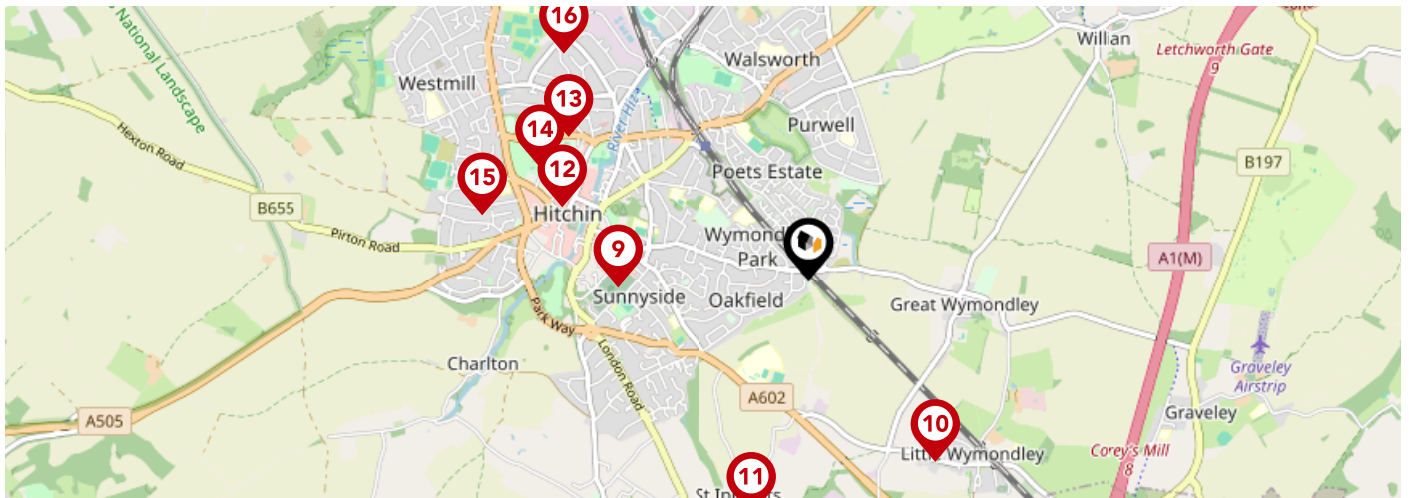 16
Willan
Letchworth Gate
9
Walsworth
National Landscape
Westmill
13
River Hiz
14
Purwell
Hexton Road
12
B197
15
Poets Estate
B655
Hitchin
Pirton Road
Wymond
Park
9
A1(M)
Sunnyside
Oakfield
Great Wymondley
Park Way
Charlton
London Road
Graveley
Airstrip
A602
A505
Graveley
10
Little Wymondley
Corey's Mill
8
11